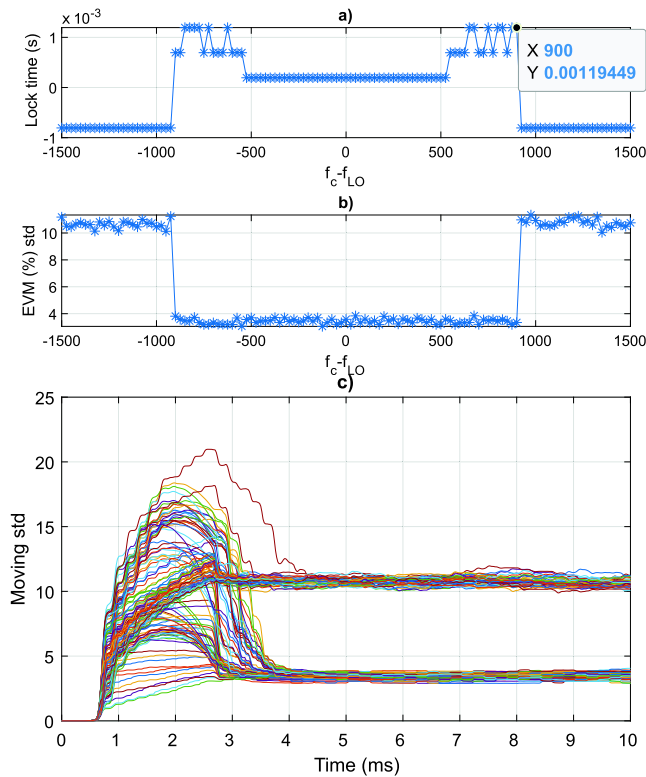 × 10⁻³
a)
1
0
-1
Lock time (s)
X 900
Y 0.00119449
-1500 -1000 -500 0 500 1000 1500
f_c-f_LO
b)
10
8
6
4
EVM (%) std
-1500 -1000 -500 0 500 1000 1500
f_c-f_LO
c)
25
20
15
10
5
0
Moving std
0 1 2 3 4 5 6 7 8 9 10
Time (ms)